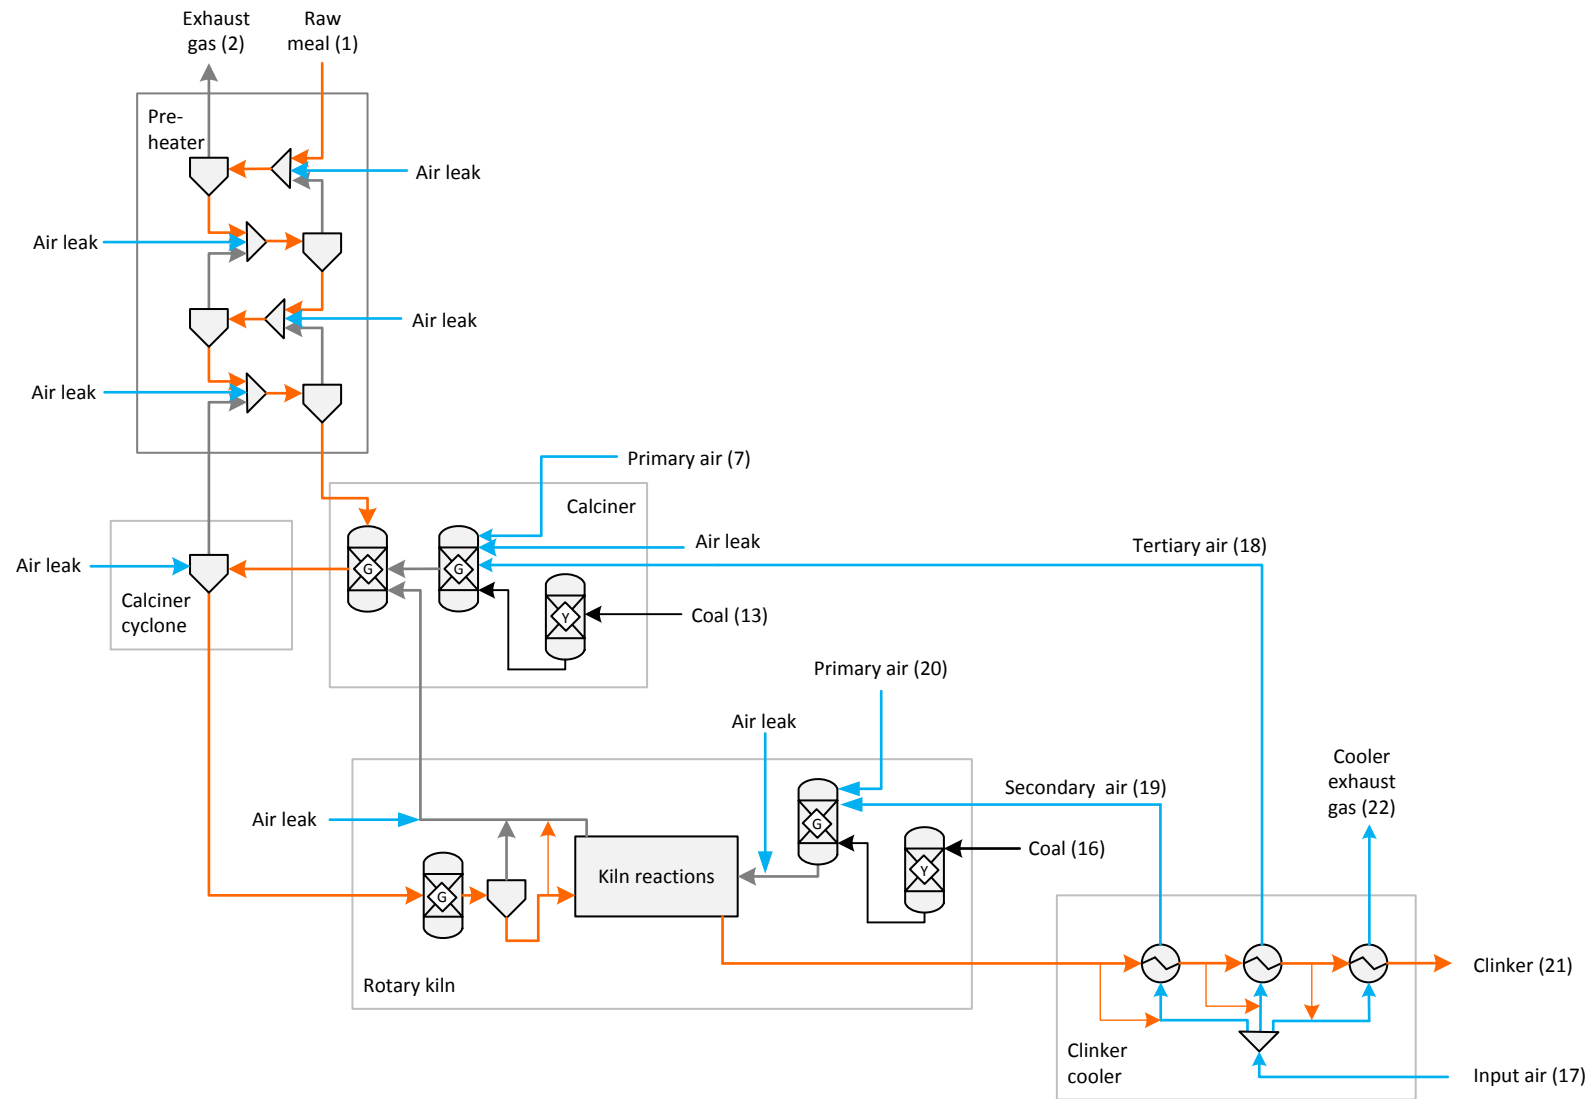 Exhaust
gas (2)
Raw
meal (1)
Pre-
heater
Air leak
Air leak
Air leak
Air leak
Primary air (7)
Calciner
Air leak
Tertiary air (18)
Air leak
G
G
Y
Coal (13)
Calciner
cyclone
Primary air (20)
Air leak
Cooler
exhaust
gas (22)
Secondary  air (19)
Air leak
G
Coal (16)
Y
Kiln reactions
G
Rotary kiln
Clinker (21)
Clinker
cooler
Input air (17)